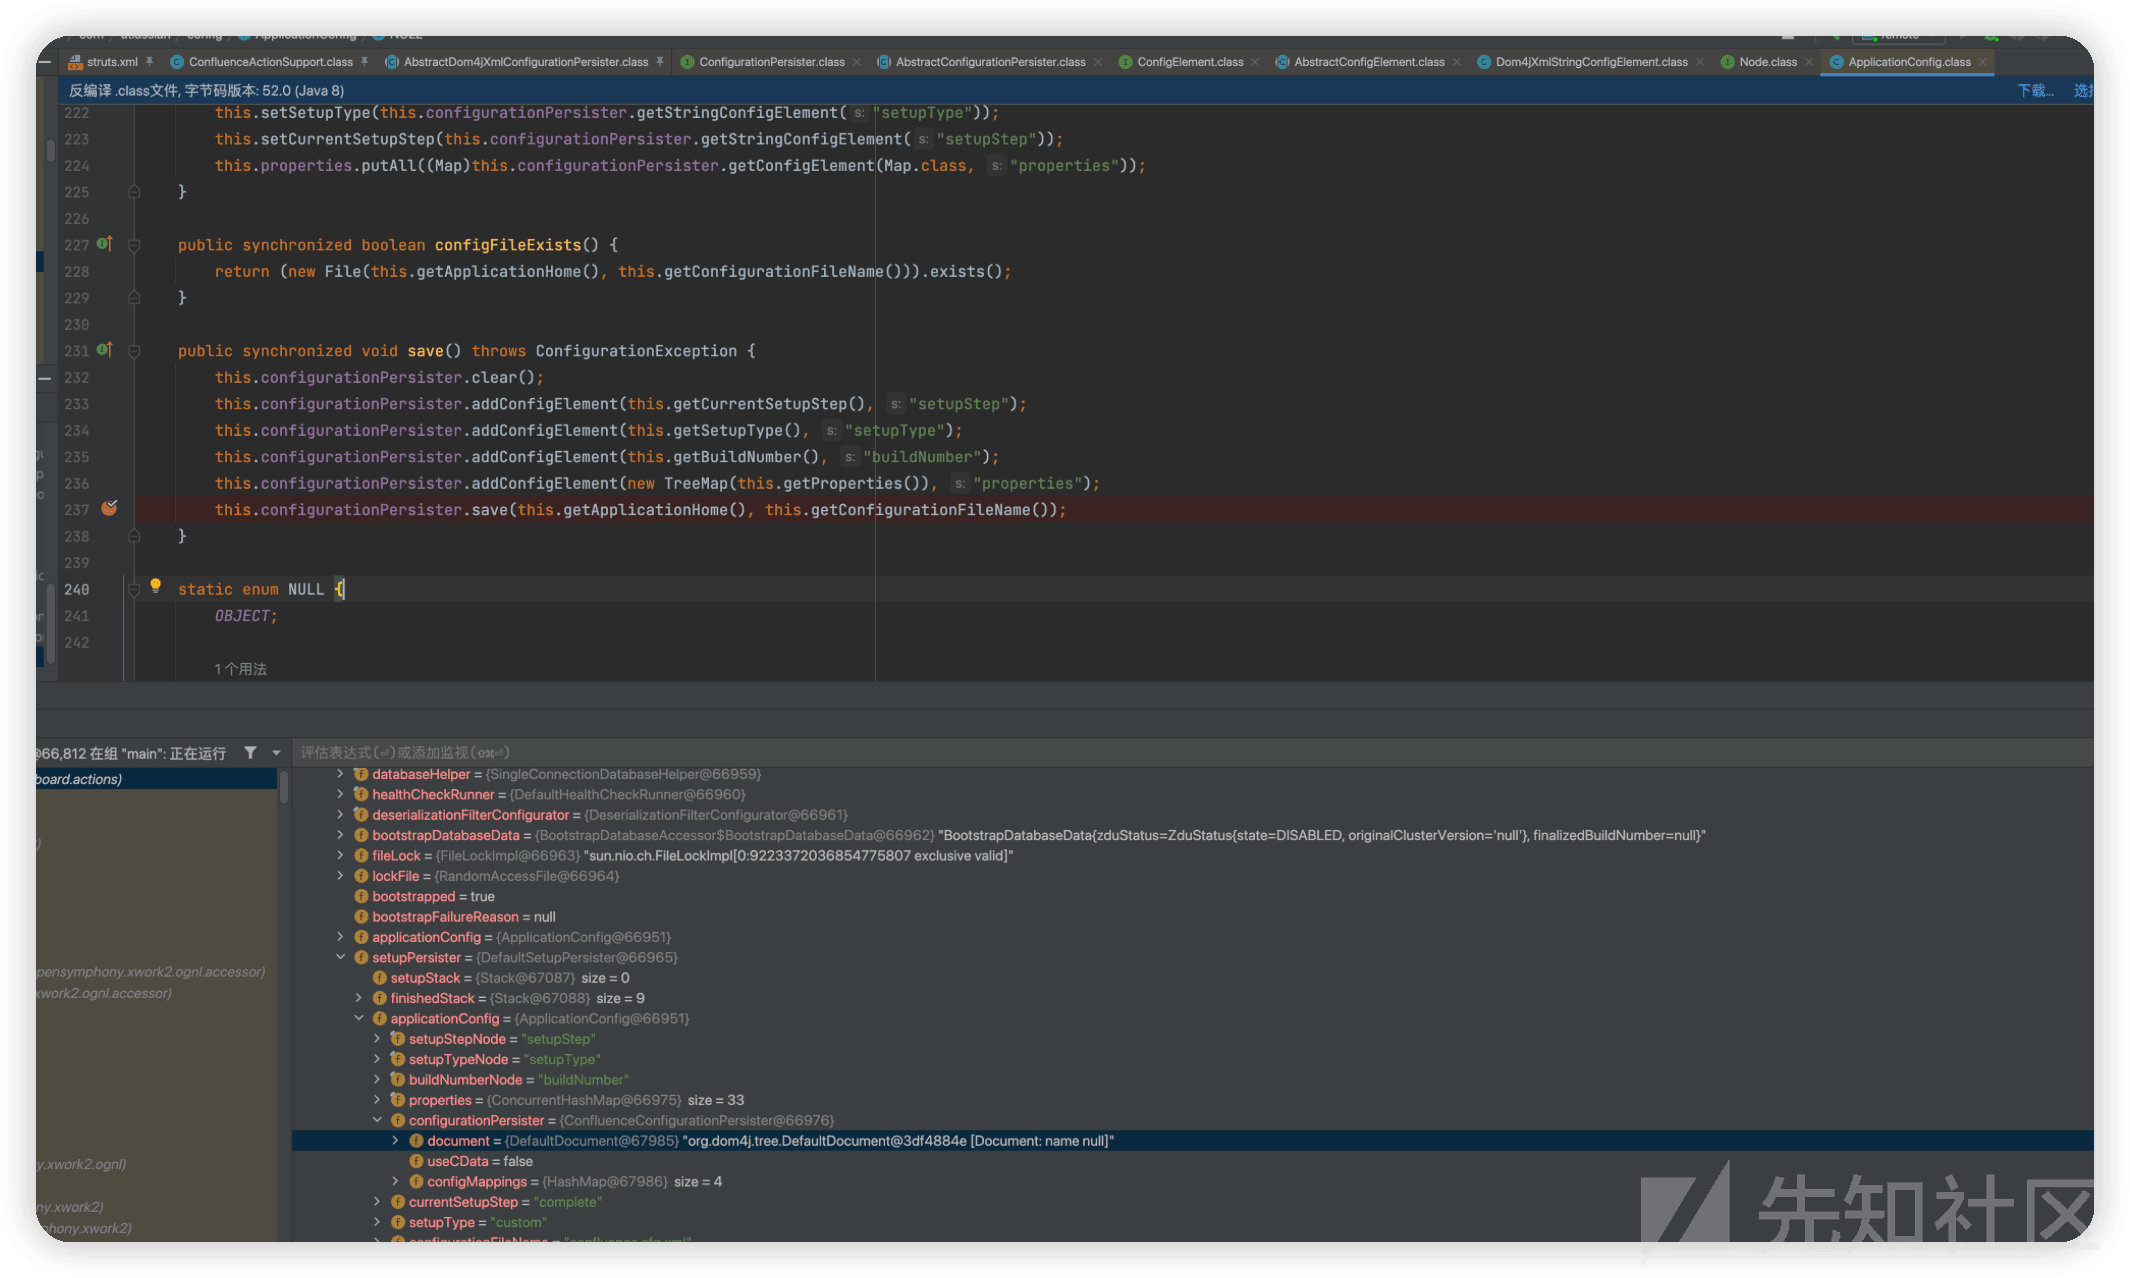 struts.xml ConfluenceActionSupport.class AbstractDom4jXmlConfigurationPersister.class ConfigurationPersister.class AbstractConfigurationPersister.class ConfigElement.class AbstractConfigElement.class Dom4jXmlStringConfigElement.class Node.class ApplicationConfig.class
反编译 .class文件, 字节码版本: 52.0 (Java 8) 下载...
222 this.setSetupType(this.configurationPersister.getStringConfigElement( s: "setupType"));
223 this.setCurrentSetupStep(this.configurationPersister.getStringConfigElement( s: "setupStep"));
224 this.properties.putAll((Map)this.configurationPersister.getConfigElement(Map.class, s: "properties"));
225 }
226
227 public synchronized boolean configFileExists() {
228 return (new File(this.getApplicationHome(), this.getConfigurationFileName())).exists();
229 }
230
231 public synchronized void save() throws ConfigurationException {
232 this.configurationPersister.clear();
233 this.configurationPersister.addConfigElement(this.getCurrentSetupStep(), s: "setupStep");
234 this.configurationPersister.addConfigElement(this.getSetupType(), s: "setupType");
235 this.configurationPersister.addConfigElement(this.getBuildNumber(), s: "buildNumber");
236 this.configurationPersister.addConfigElement(new TreeMap(this.getProperties()), s: "properties");
237 this.configurationPersister.save(this.getApplicationHome(), this.getConfigurationFileName());
238 }
239
240 static enum NULL {
241 OBJECT;
242
1 个用法
@66,812 在组 "main": 正在运行 评估表达式(⏎)或添加监视(⇧⌘⏎)
board.actions)
databaseHelper = {SingleConnectionDatabaseHelper@66959}
healthCheckRunner = {DefaultHealthCheckRunner@66960}
deserializationFilterConfigurator = {DeserializationFilterConfigurator@66961}
bootstrapDatabaseData = {BootstrapDatabaseAccessor$BootstrapDatabaseData@66962} "BootstrapDatabaseData{zduStatus=ZduStatus{state=DISABLED, originalClusterVersion='null'}, finalizedBuildNumber=null}"
fileLock = {FileLockImpl@66963} "sun.nio.ch.FileLockImpl[0:9223372036854775807 exclusive valid]"
lockFile = {RandomAccessFile@66964}
bootstrapped = true
bootstrapFailureReason = null
applicationConfig = {ApplicationConfig@66951}
setupPersister = {DefaultSetupPersister@66965}
pensymphony.xwork2.ognl.accessor)
setupStack = {Stack@67087} size = 0
xwork2.ognl.accessor)
finishedStack = {Stack@67088} size = 9
applicationConfig = {ApplicationConfig@66951}
setupStepNode = "setupStep"
setupTypeNode = "setupType"
buildNumberNode = "buildNumber"
properties = {ConcurrentHashMap@66975} size = 33
configurationPersister = {ConfluenceConfigurationPersister@66976}
document = {DefaultDocument@67985} "org.dom4j.tree.DefaultDocument@3df4884e [Document: name null]"
y.xwork2.ognl)
useCData = false
configMappings = {HashMap@67986} size = 4
ny.xwork2)
currentSetupStep = "complete"
phony.xwork2)
setupType = "custom"
先知社区